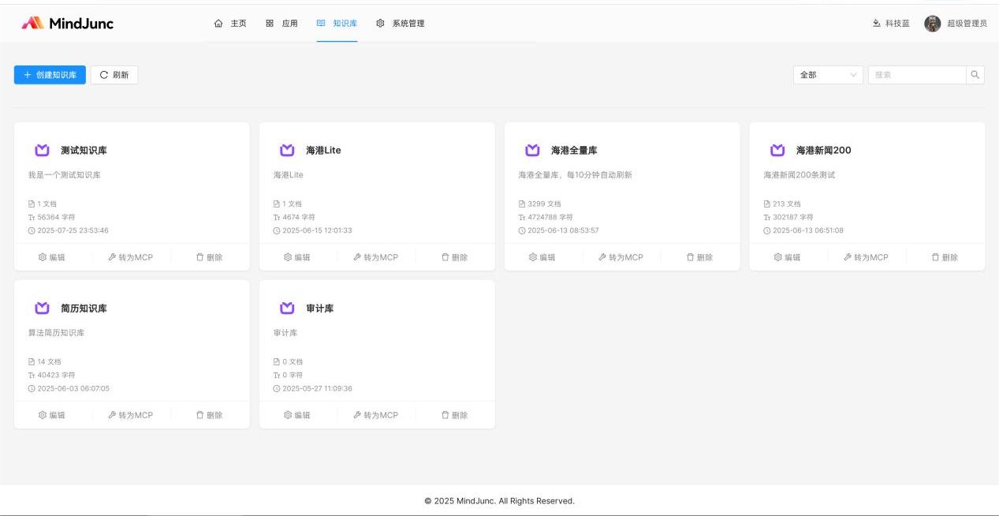 MindJunc 主页 应用 知识库 系统管理 科技蓝 超级管理员
创建知识库 刷新 全部 搜索
测试知识库 海港Lite 海港全量库 海港新闻200
我是一个测试知识库 海港Lite 海港全量库，每10分钟自动刷新 海港新闻200条测试
1 文档 1 文档 3299 文档 213 文档
Tт 56364 字符 Tт 4674 字符 Tт 4724788 字符 Tт 302187 字符
2025-07-25 23:53:46 2025-06-15 12:01:33 2025-06-13 08:53:57 2025-06-13 06:51:08
编辑 转为MCP 删除 编辑 转为MCP 删除 编辑 转为MCP 删除 编辑 转为MCP 删除
简历知识库 审计库
算法简历知识库 审计库
14 文档 0 文档
Tт 40423 字符 Tт 0 字符
2025-06-03 06:07:05 2025-05-27 11:09:36
编辑 转为MCP 删除 编辑 转为MCP 删除
© 2025 MindJunc. All Rights Reserved.